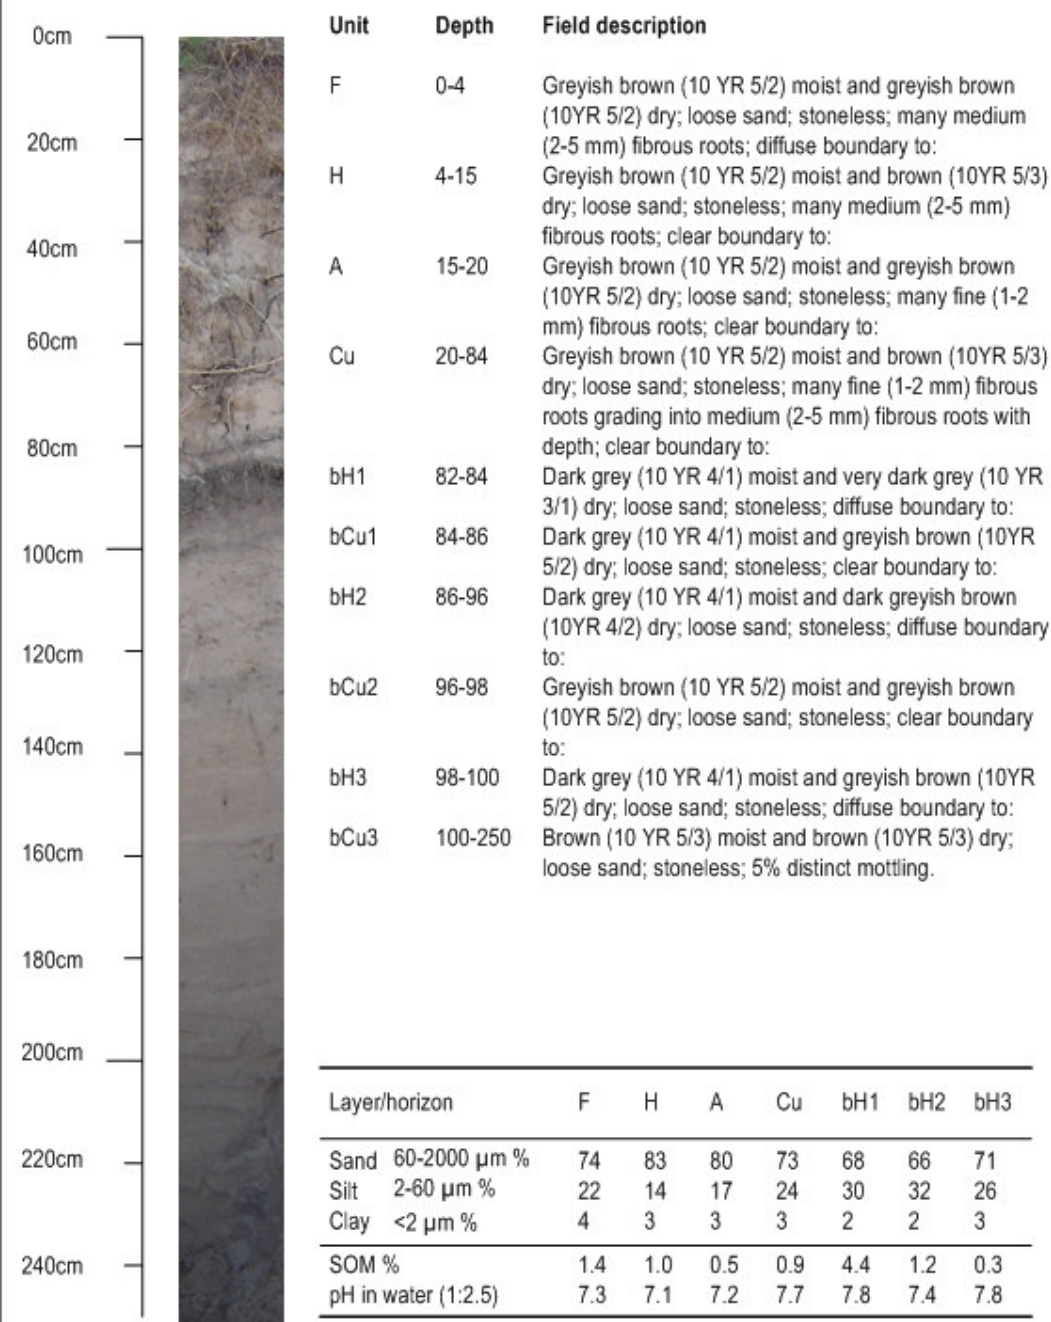 0cm
20cm
40cm
60cm
80cm
100cm
120cm
140cm
160cm
180cm
200cm
220cm
240cm
Unit Depth Field description
F 0-4 Greyish brown (10 YR 5/2) moist and greyish brown
(10YR 5/2) dry; loose sand; stoneless; many medium
(2-5 mm) fibrous roots; diffuse boundary to:
H 4-15 Greyish brown (10 YR 5/2) moist and brown (10YR 5/3)
dry; loose sand; stoneless; many medium (2-5 mm)
fibrous roots; clear boundary to:
A 15-20 Greyish brown (10 YR 5/2) moist and greyish brown
(10YR 5/2) dry; loose sand; stoneless; many fine (1-2
mm) fibrous roots; clear boundary to:
Cu 20-84 Greyish brown (10 YR 5/2) moist and brown (10YR 5/3)
dry; loose sand; stoneless; many fine (1-2 mm) fibrous
roots grading into medium (2-5 mm) fibrous roots with
depth; clear boundary to:
bH1 82-84 Dark grey (10 YR 4/1) moist and very dark grey (10 YR
3/1) dry; loose sand; stoneless; diffuse boundary to:
bCu1 84-86 Dark grey (10 YR 4/1) moist and greyish brown (10YR
5/2) dry; loose sand; stoneless; clear boundary to:
bH2 86-96 Dark grey (10 YR 4/1) moist and dark greyish brown
(10YR 4/2) dry; loose sand; stoneless; diffuse boundary
to:
bCu2 96-98 Greyish brown (10 YR 5/2) moist and greyish brown
(10YR 5/2) dry; loose sand; stoneless; clear boundary
to:
bH3 98-100 Dark grey (10 YR 4/1) moist and greyish brown (10YR
5/2) dry; loose sand; stoneless; diffuse boundary to:
bCu3 100-250 Brown (10 YR 5/3) moist and brown (10YR 5/3) dry;
loose sand; stoneless; 5% distinct mottling.
Layer/horizon F H A Cu bH1 bH2 bH3
Sand 60-2000 µm % 74 83 80 73 68 66 71
Silt 2-60 µm % 22 14 17 24 30 32 26
Clay <2 µm % 4 3 3 3 2 2 3
SOM % 1.4 1.0 0.5 0.9 4.4 1.2 0.3
pH in water (1:2.5) 7.3 7.1 7.2 7.7 7.8 7.4 7.8